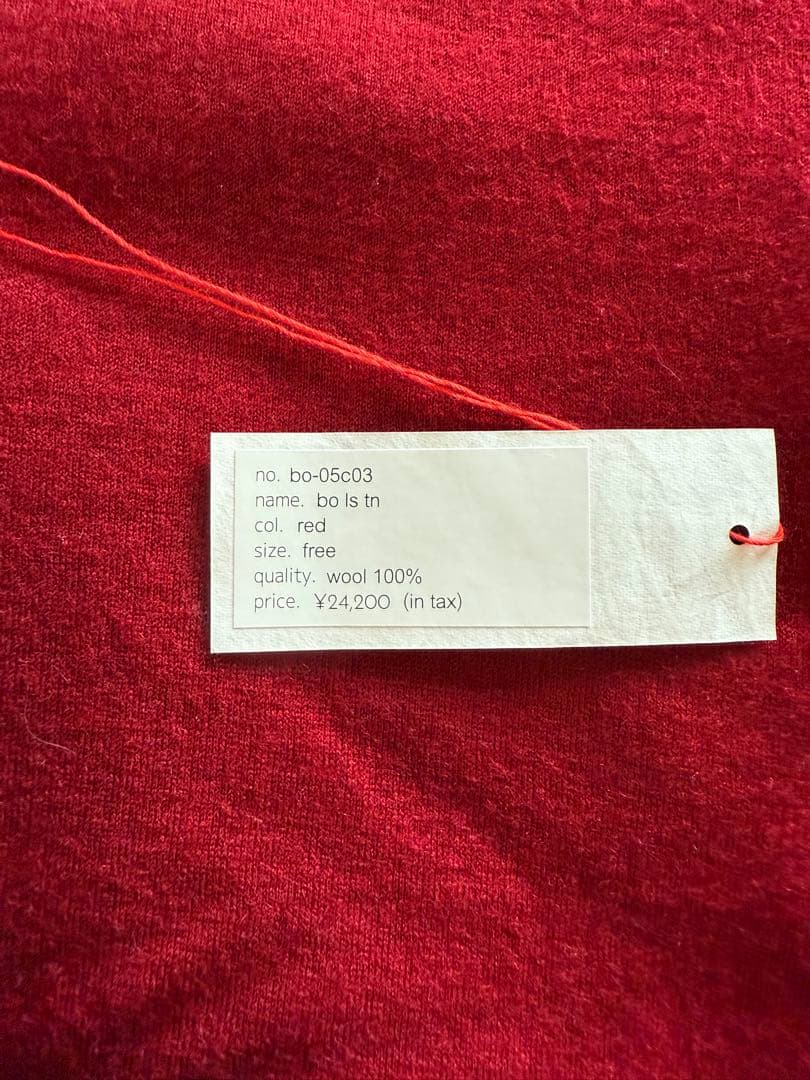 no. bo-05c03
name. bo ls tn
col. red
size. free
quality. wool 100%
price. ¥24,200 (in tax)